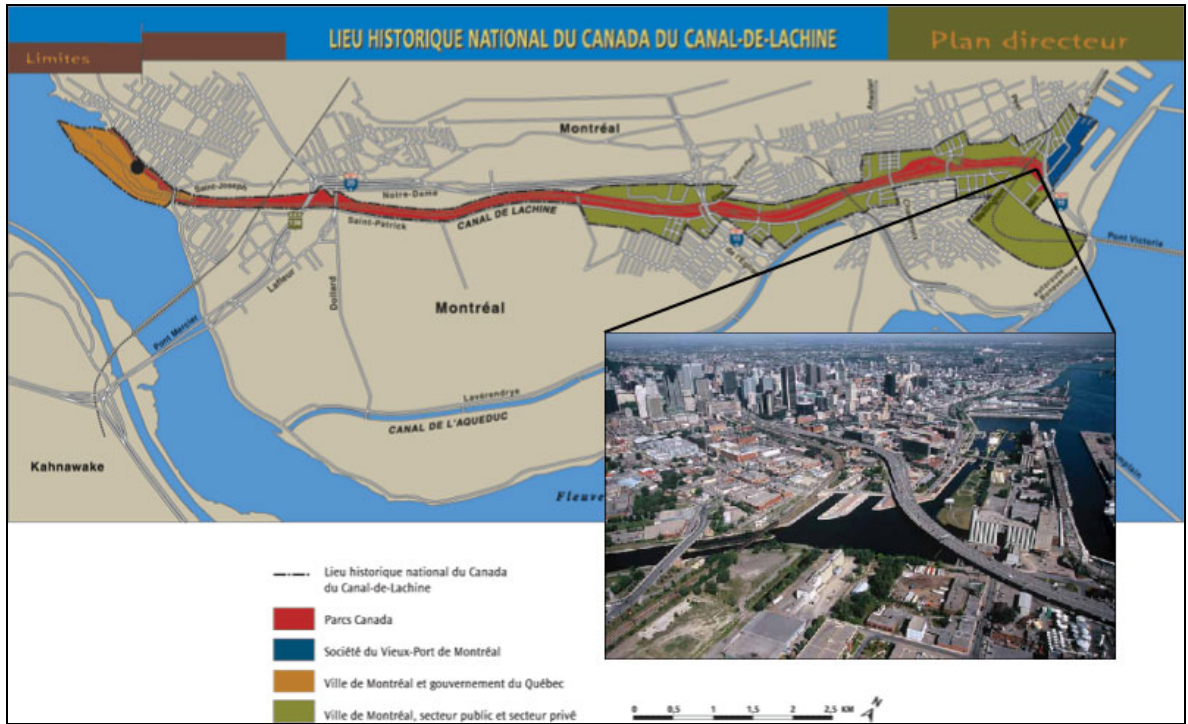 LIEU HISTORIQUE NATIONAL DU CANADA DU CANAL-DE-LACHINE
Plan directeur
Limites
Montréal
Saint-Joseph
Notre-Dame
Saint-Patrick
CANAL DE LACHINE
Pont Victoria
autoroute
Bonaventure
Lafleur
Dollard
Montréal
Pont Mercier
Lavérendrye
CANAL DE L'AQUEDUC
Kahnawake
Fleuve
Lieu historique national du Canada
du Canal-de-Lachine
Parcs Canada
Société du Vieux-Port de Montréal
Ville de Montréal et gouvernement du Québec
Ville de Montréal, secteur public et secteur privé
0 0,5 1 1,5 2 2,5 KM
N